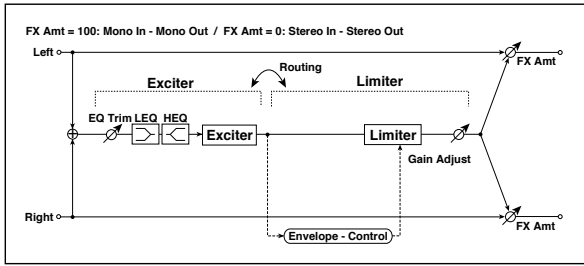 FX Amt = 100: Mono In - Mono Out / FX Amt = 0: Stereo In - Stereo Out
Left
FX Amt
Routing
Exciter
Limiter
EQ Trim LEQ HEQ
Exciter
Limiter
Gain Adjust
Right
FX Amt
Envelope - Control